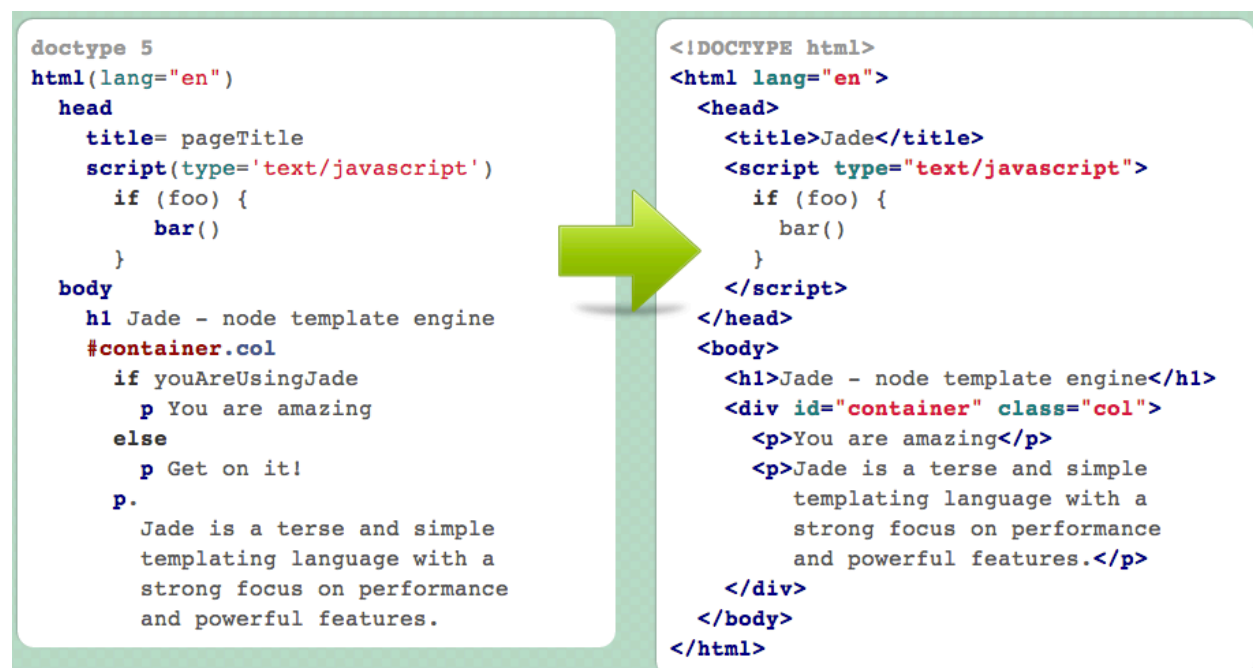 doctype 5
html(lang="en")
  head
    title= pageTitle
    script(type='text/javascript')
      if (foo) {
         bar()
      }
  body
    h1 Jade - node template engine
    #container.col
      if youAreUsingJade
        p You are amazing
      else
        p Get on it!
      p.
        Jade is a terse and simple
        templating language with a
        strong focus on performance
        and powerful features.
<!DOCTYPE html>
<html lang="en">
  <head>
    <title>Jade</title>
    <script type="text/javascript">
      if (foo) {
        bar()
      }
    </script>
  </head>
  <body>
    <h1>Jade - node template engine</h1>
    <div id="container" class="col">
      <p>You are amazing</p>
      <p>Jade is a terse and simple
         templating language with a
         strong focus on performance
         and powerful features.</p>
    </div>
  </body>
</html>